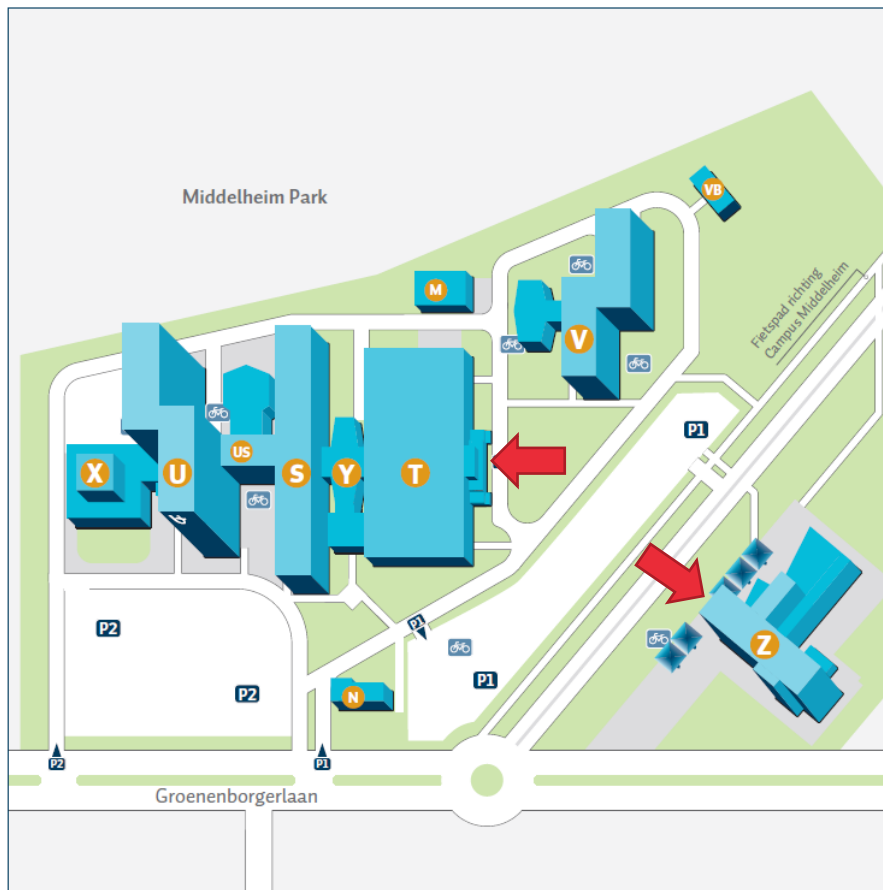 Middelheim Park
VB
M
Fietspad richting
Campus Middelheim
V
P1
US
X
U
S
Y
T
P1
P2
Z
P1
P2
N
P2
P1
Groenenborgerlaan